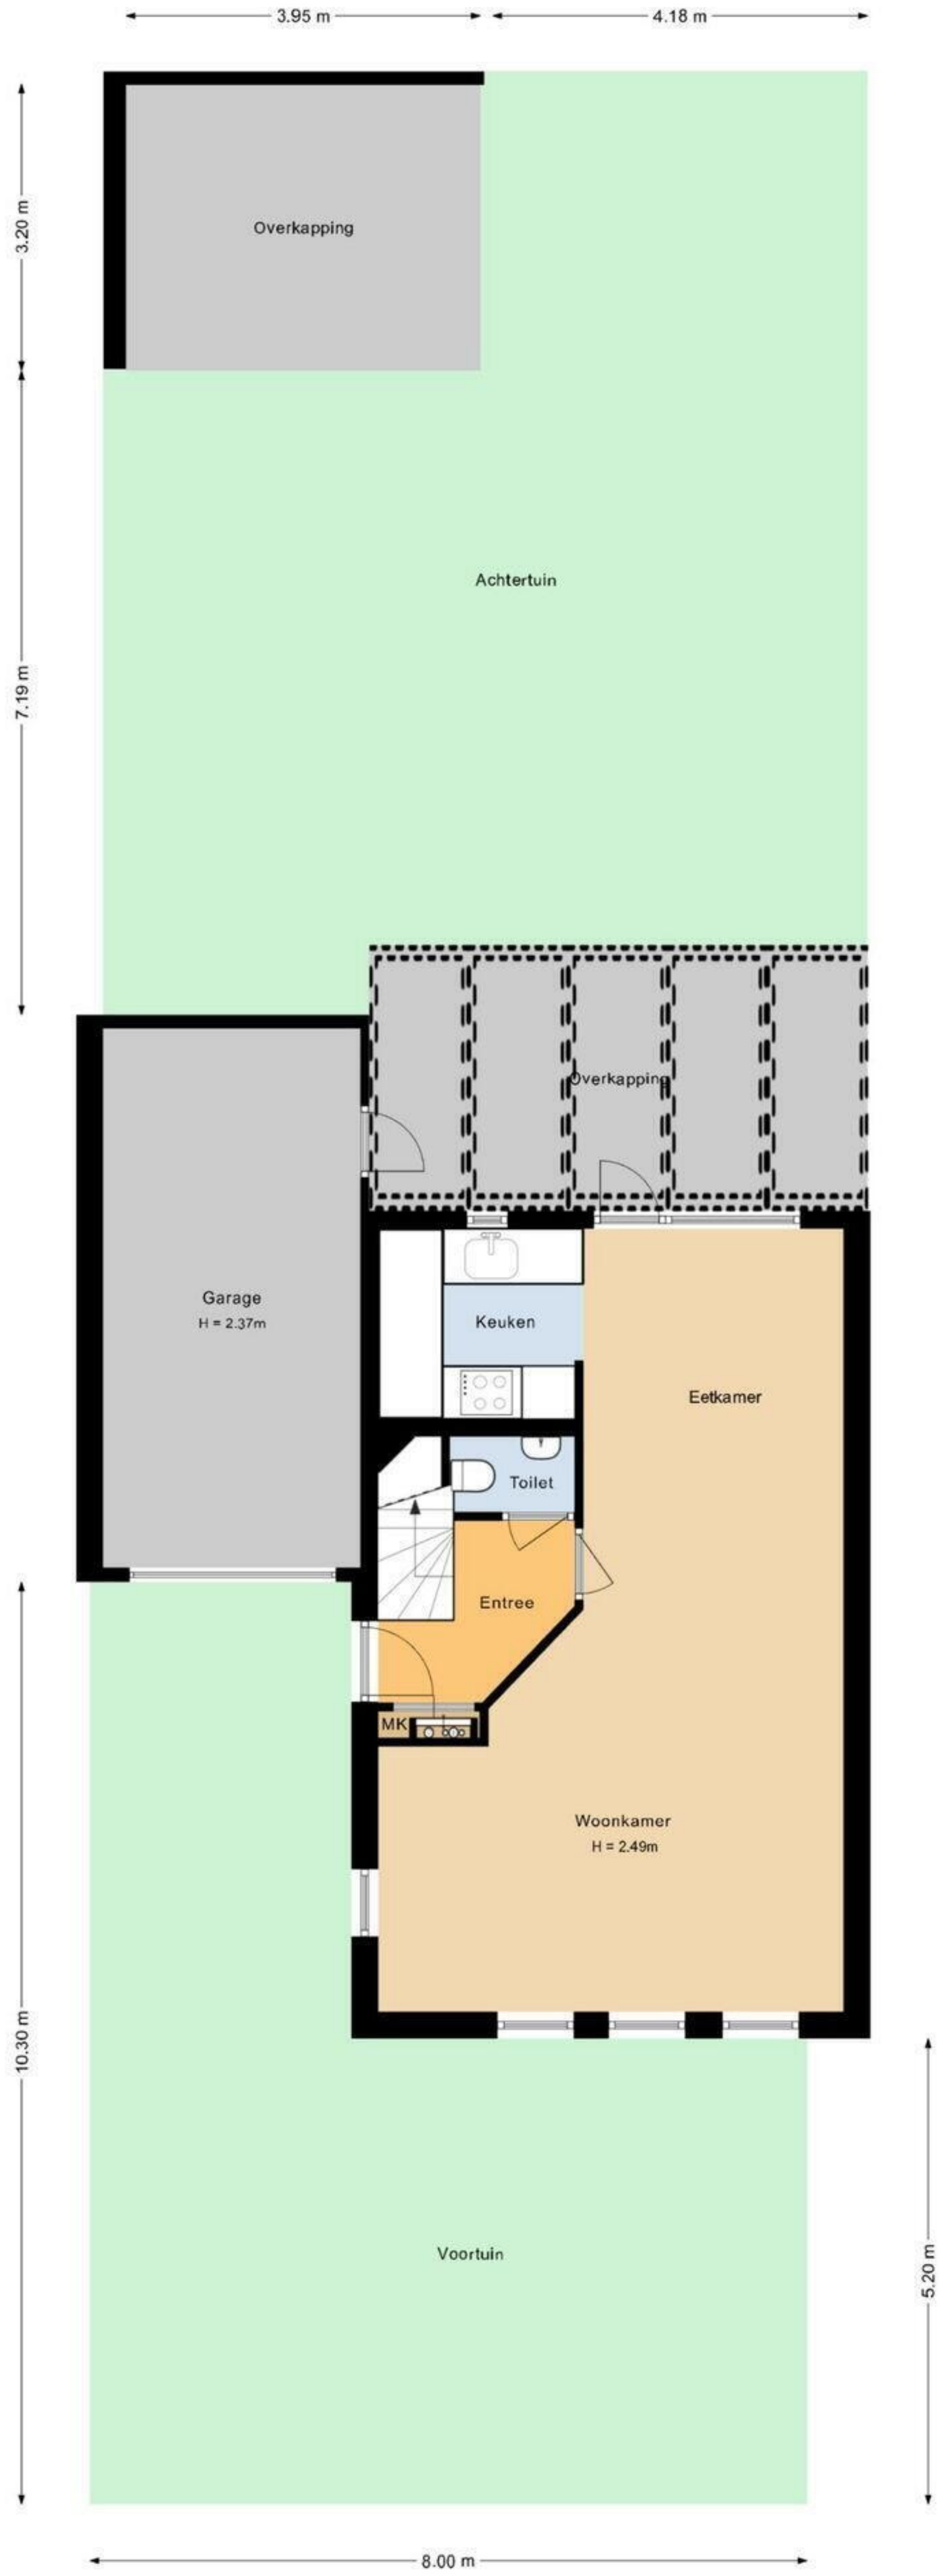 3.95 m
4.18 m
3.20 m
Overkapping
Achtertuin
7.19 m
Overkapping
Garage
H = 2.37m
Keuken
Eetkamer
Toilet
Entree
MK
Woonkamer
H = 2.49m
10.30 m
Voortuin
5.20 m
8.00 m